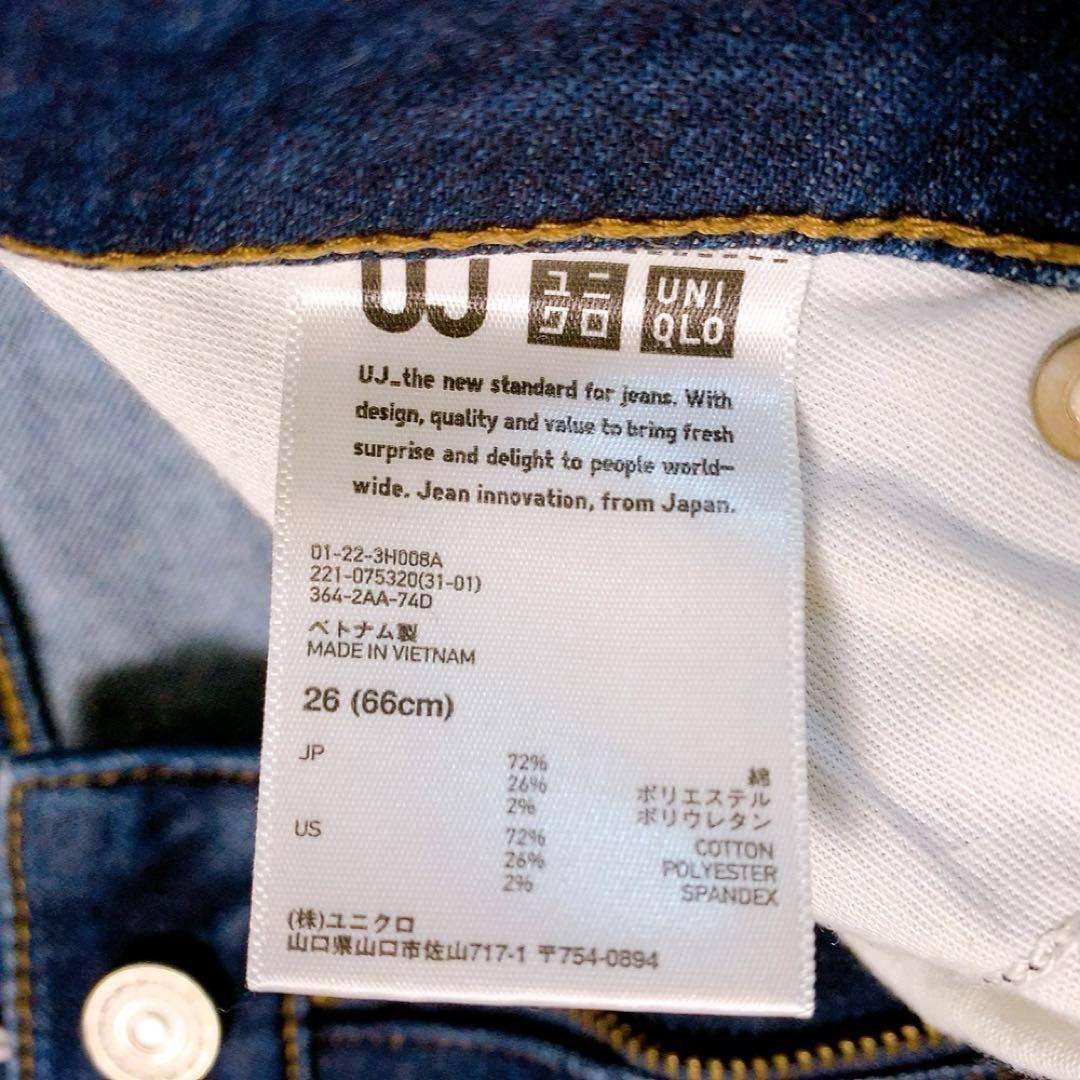 UJ
ユニクロ
UNIQLO
UJ_the new standard for jeans. With
design, quality and value to bring fresh
surprise and delight to people world-
wide. Jean innovation, from Japan.
01-22-3H008A
221-075320(31-01)
364-2AA-74D
ベトナム製
MADE IN VIETNAM
26 (66cm)
JP
72% 綿
26% ポリエステル
2% ポリウレタン
US
72% COTTON
26% POLYESTER
2% SPANDEX
(株)ユニクロ
山口県山口市佐山717-1 〒754-0894